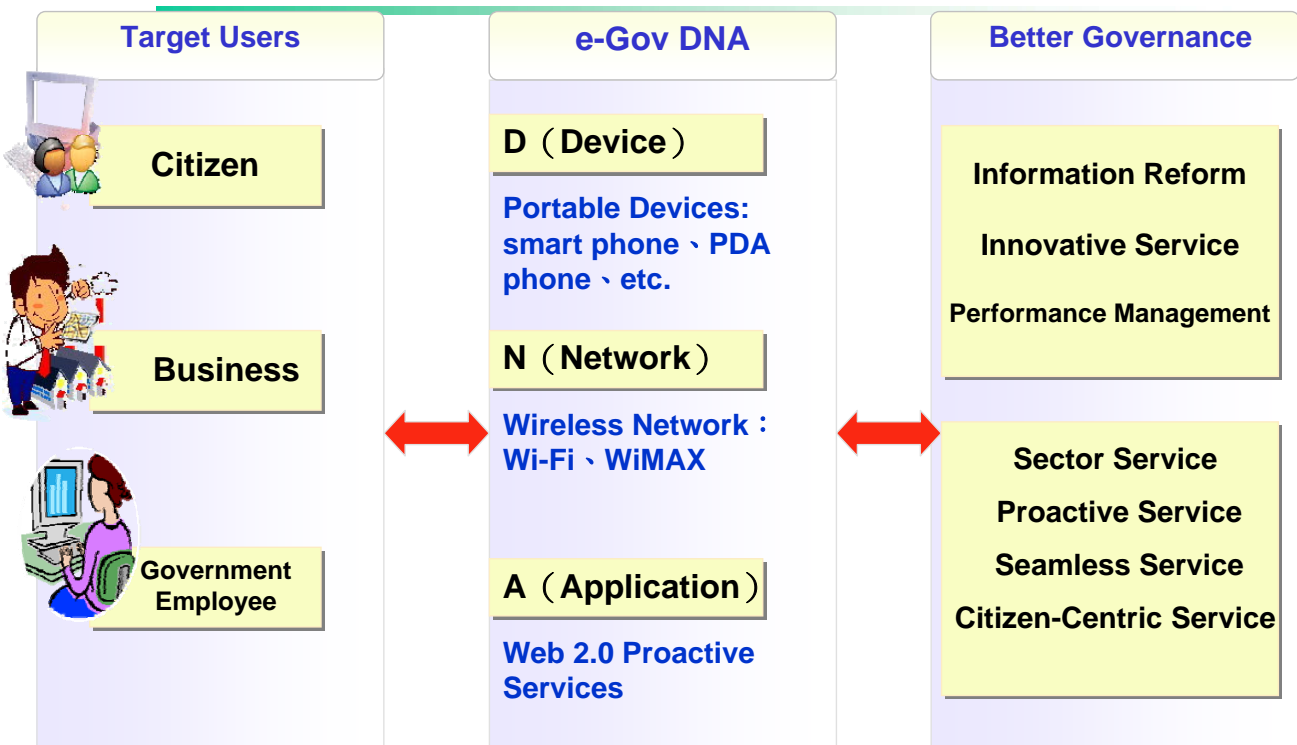 Target Users
Citizen
Business
Government
Employee
e-Gov DNA
D（Device）
Portable Devices:
smart phone、PDA
phone、etc.
N（Network）
Wireless Network：
Wi-Fi、WiMAX
A（Application）
Web 2.0 Proactive
Services
Better Governance
Information Reform
Innovative Service
Performance Management
Sector Service
Proactive Service
Seamless Service
Citizen-Centric Service